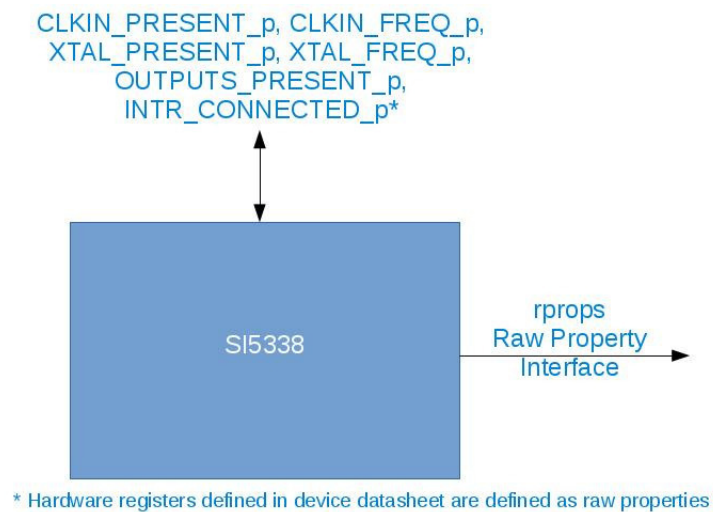 CLKIN_PRESENT_p, CLKIN_FREQ_p,
XTAL_PRESENT_p, XTAL_FREQ_p,
OUTPUTS_PRESENT_p,
INTR_CONNECTED_p*
SI5338
rprops
Raw Property
Interface
* Hardware registers defined in device datasheet are defined as raw properties